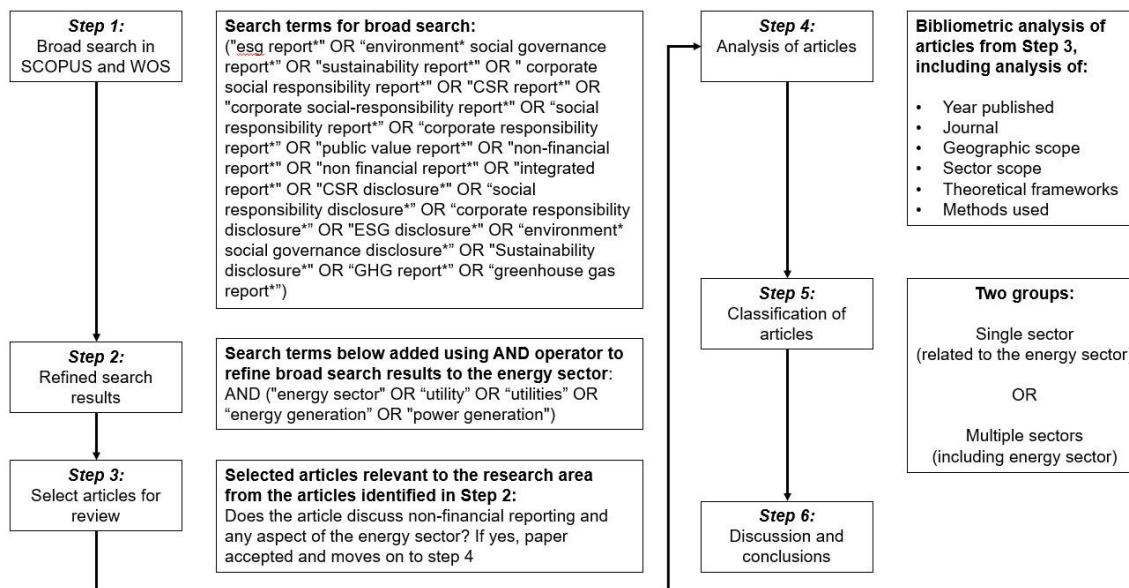 Step 1:
Broad search in
SCOPUS and WOS
Search terms for broad search:
("esg report*" OR “environment* social governance
report*” OR "sustainability report*" OR " corporate
social responsibility report*" OR "CSR report*" OR
"corporate social-responsibility report*" OR “social
responsibility report*” OR “corporate responsibility
report*” OR "public value report*" OR "non-financial
report*" OR "non financial report*" OR "integrated
report*" OR "CSR disclosure*" OR “social
responsibility disclosure*” OR “corporate responsibility
disclosure*” OR "ESG disclosure*" OR “environment*
social governance disclosure*” OR "Sustainability
disclosure*" OR “GHG report*” OR “greenhouse gas
report*”)
Step 2:
Refined search
results
Search terms below added using AND operator to
refine broad search results to the energy sector:
AND ("energy sector" OR “utility” OR “utilities” OR
“energy generation” OR "power generation")
Step 3:
Select articles for
review
Selected articles relevant to the research area
from the articles identified in Step 2:
Does the article discuss non-financial reporting and
any aspect of the energy sector? If yes, paper
accepted and moves on to step 4
Step 4:
Analysis of articles
Bibliometric analysis of
articles from Step 3,
including analysis of:
• Year published
• Journal
• Geographic scope
• Sector scope
• Theoretical frameworks
• Methods used
Step 5:
Classification of
articles
Two groups:
Single sector
(related to the energy sector)
OR
Multiple sectors
(including energy sector)
Step 6:
Discussion and
conclusions